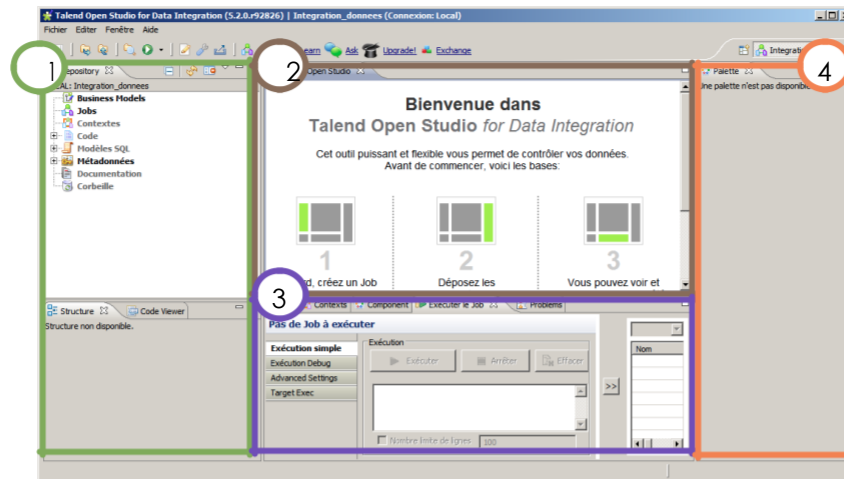 Talend Open Studio for Data Integration (5.2.0.r92826) | Integration_donnees (Connexion: Local)
Fichier Editer Fenêtre Aide
Learn Ask Upgrade! Exchange
Integrati
1
epository
2
Open Studio
Palette
4
AL: Integration_donnees
Business Models
Jobs
Contextes
Code
Modèles SQL
Métadonnées
Documentation
Corbeille
Bienvenue dans
Talend Open Studio for Data Integration
Cet outil puissant et flexible vous permet de contrôler vos données.
Avant de commencer, voici les bases:
1 2 3
rd, créez un Job Déposez les Vous pouvez voir et
Une palette n'est pas disponible
Structure Code Viewer
Structure non disponible.
3
Contexts Component Exécuter le Job Problems
Pas de Job à exécuter
Exécution simple
Exécution Debug
Advanced Settings
Target Exec
Exécution
Exécuter Arrêter Effacer
>>
Nom
Nombre limite de lignes 100